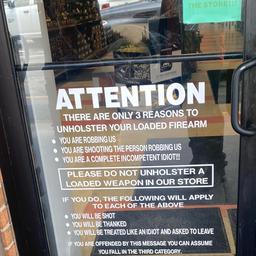 THE STORE!!!
ATTENTION
THERE ARE ONLY 3 REASONS TO
UNHOLSTER YOUR LOADED FIREARM
• YOU ARE ROBBING US
• YOU ARE SHOOTING THE PERSON ROBBING US
• YOU ARE A COMPLETE INCOMPETENT IDIOT!!!
PLEASE DO NOT UNHOLSTER A
LOADED WEAPON IN OUR STORE
IF YOU DO, THE FOLLOWING WILL APPLY
TO EACH OF THE ABOVE
• YOU WILL BE SHOT
• YOU WILL BE THANKED
• YOU WILL BE TREATED LIKE AN IDIOT AND ASKED TO LEAVE
IF YOU ARE OFFENDED BY THIS MESSAGE YOU CAN ASSUME
YOU FALL IN THE THIRD CATEGORY